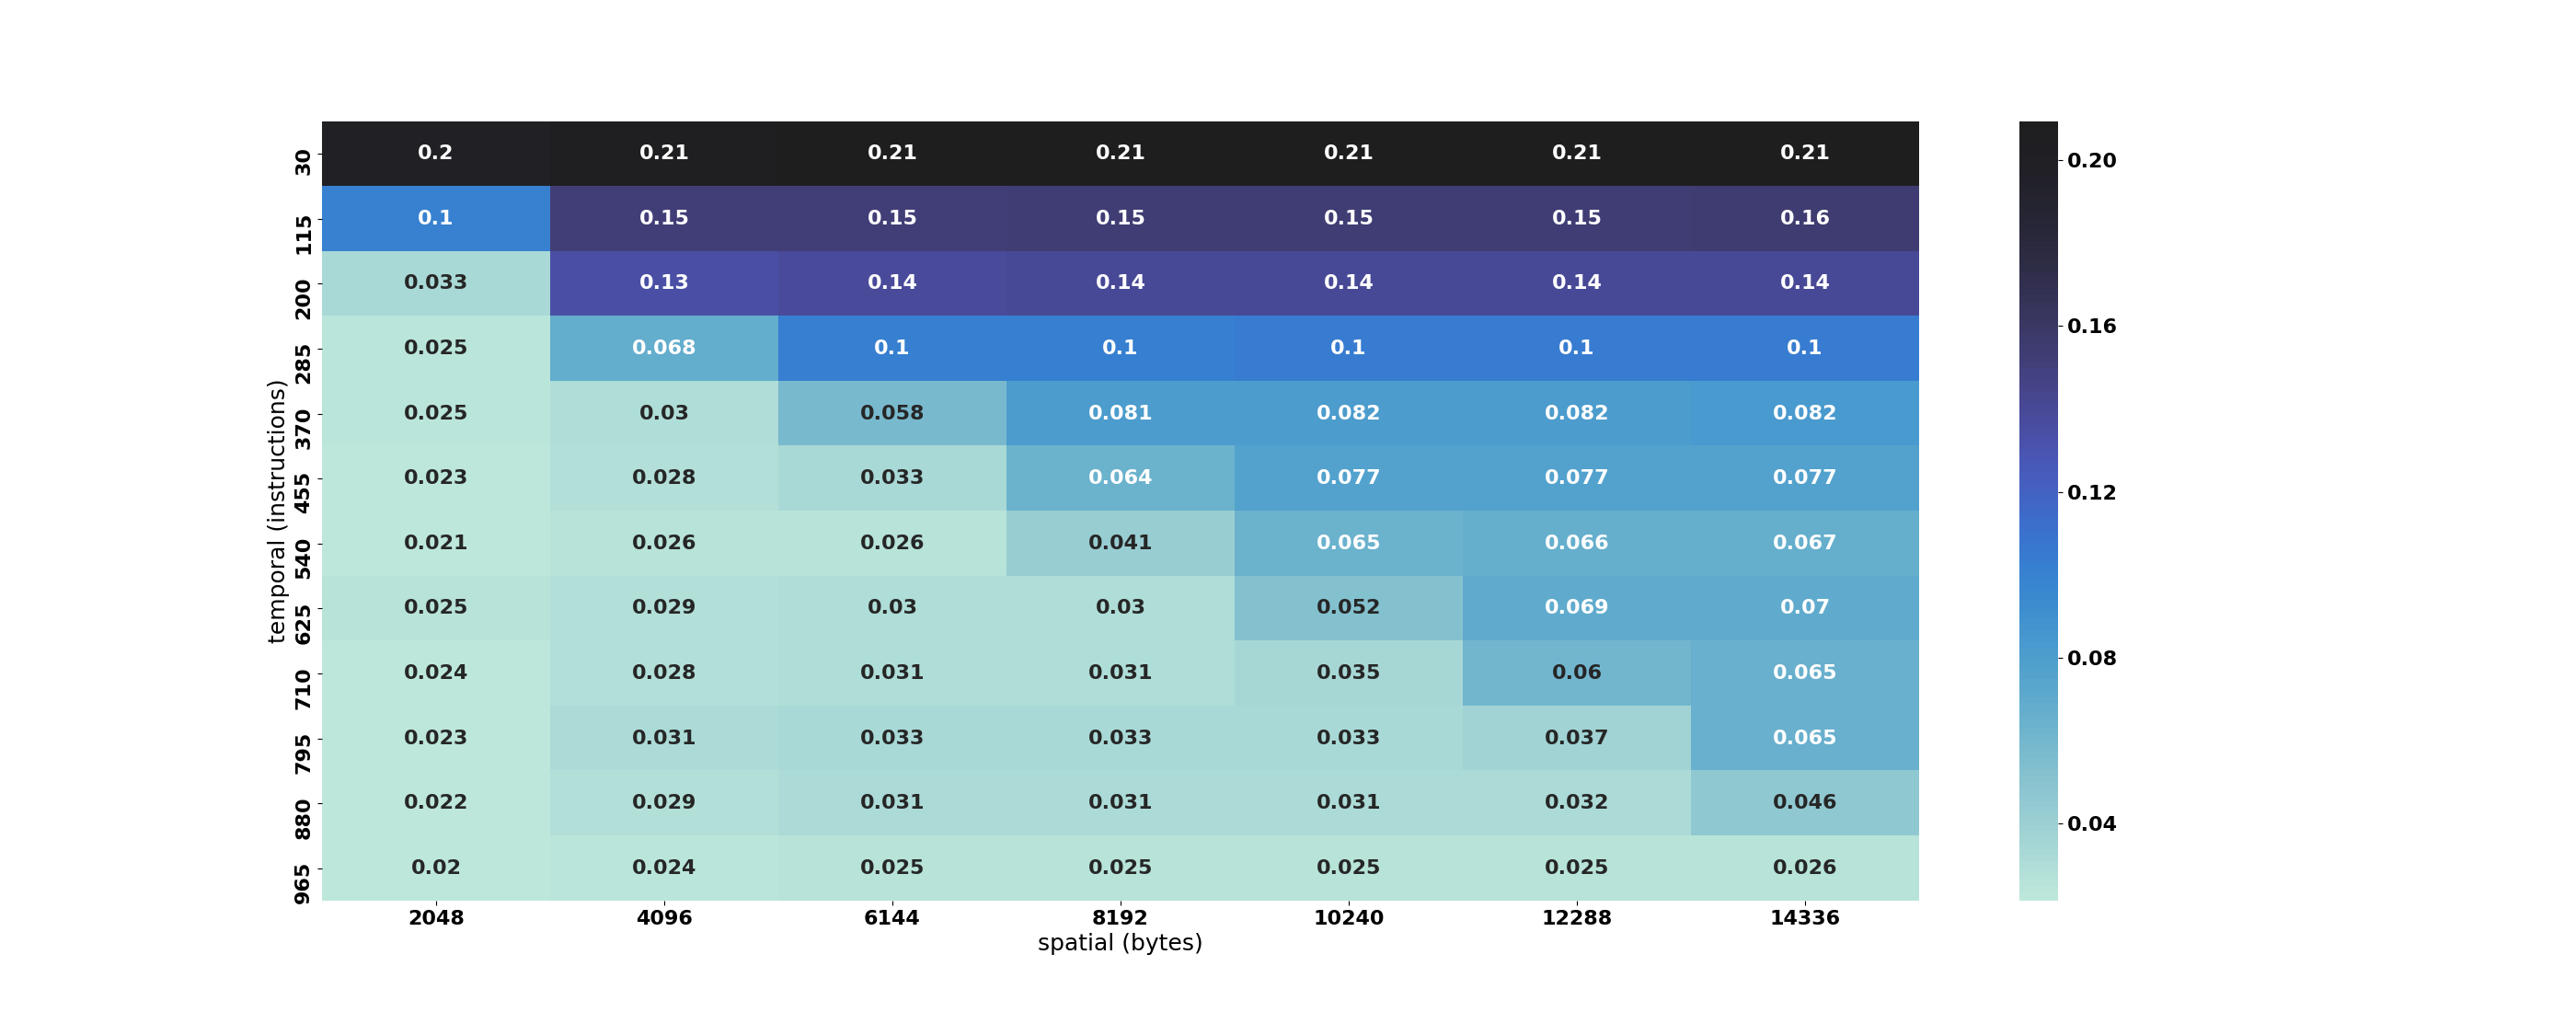 30 0.2 0.21 0.21 0.21 0.21 0.21 0.21
115 0.1 0.15 0.15 0.15 0.15 0.15 0.16
200 0.033 0.13 0.14 0.14 0.14 0.14 0.14
285 0.025 0.068 0.1 0.1 0.1 0.1 0.1
370 0.025 0.03 0.058 0.081 0.082 0.082 0.082
455 0.023 0.028 0.033 0.064 0.077 0.077 0.077
540 0.021 0.026 0.026 0.041 0.065 0.066 0.067
625 0.025 0.029 0.03 0.03 0.052 0.069 0.07
710 0.024 0.028 0.031 0.031 0.035 0.06 0.065
795 0.023 0.031 0.033 0.033 0.033 0.037 0.065
880 0.022 0.029 0.031 0.031 0.031 0.032 0.046
965 0.02 0.024 0.025 0.025 0.025 0.025 0.026
2048 4096 6144 8192 10240 12288 14336
spatial (bytes)
temporal (instructions)
0.20
0.16
0.12
0.08
0.04